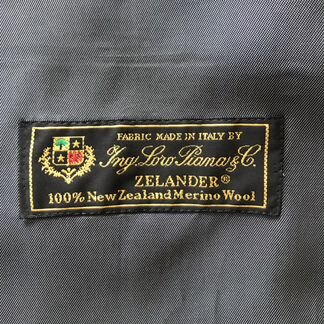 FABRIC MADE IN ITALY BY
Ing. Loro Piana & C.
ZELANDER®
100% New Zealand Merino Wool